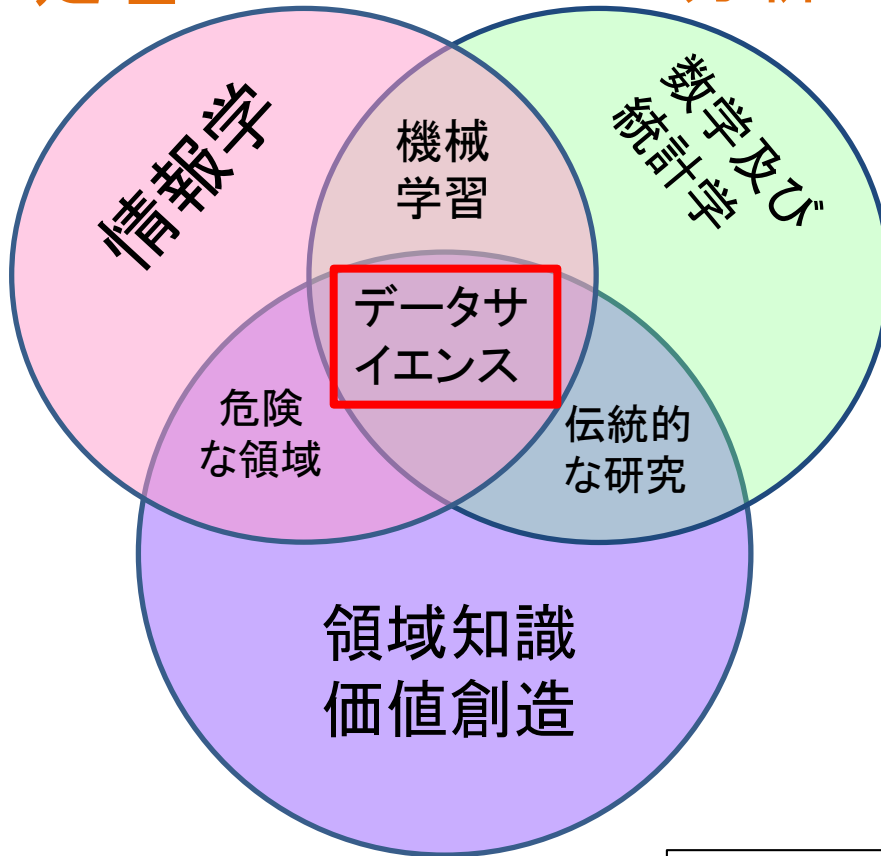 情報学
数学及び
統計学
機械
学習
データサ
イエンス
危険
な領域
伝統的
な研究
領域知識
価値創造